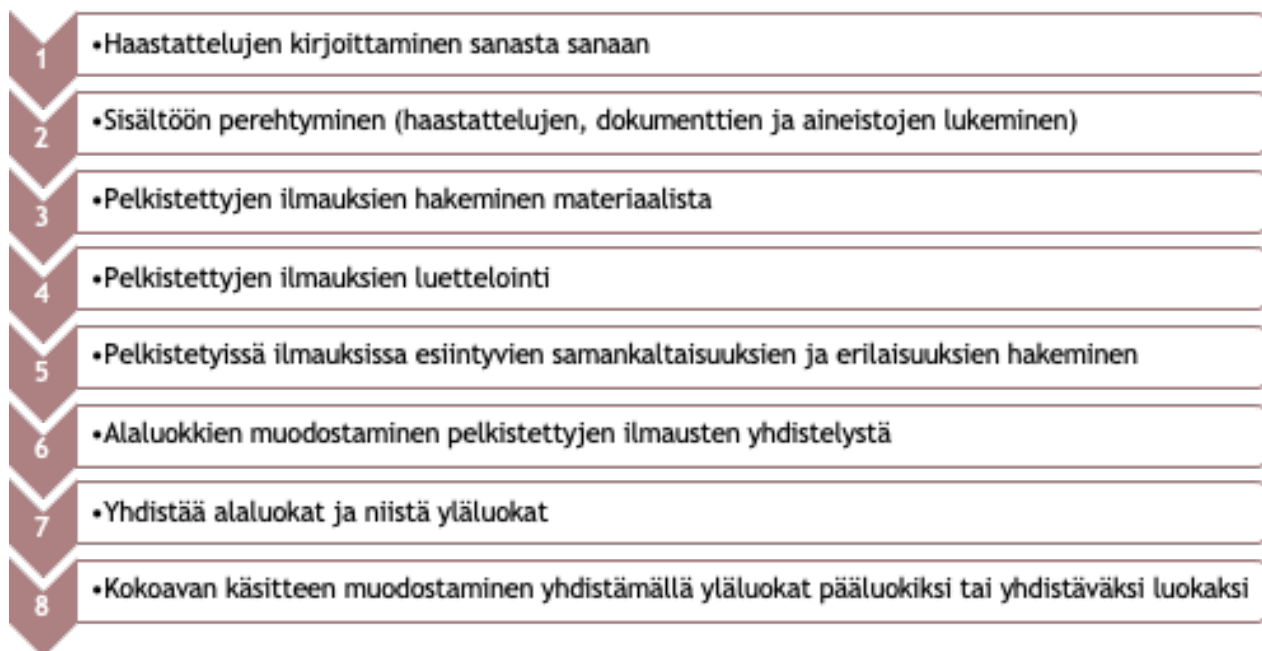 1 •Haastattelujen kirjoittaminen sanasta sanaan
2 •Sisältöön perehtyminen (haastattelujen, dokumenttien ja aineistojen lukeminen)
3 •Pelkistettyjen ilmauksien hakeminen materiaalista
4 •Pelkistettyjen ilmauksien luettelointi
5 •Pelkistetyissä ilmauksissa esiintyvien samankaltaisuuksien ja erilaisuuksien hakeminen
6 •Alaluokkien muodostaminen pelkistettyjen ilmausten yhdistelystä
7 •Yhdistää alaluokat ja niistä yläluokat
8 •Kokoavan käsitteen muodostaminen yhdistämällä yläluokat pääluokiksi tai yhdistäväksi luokaksi